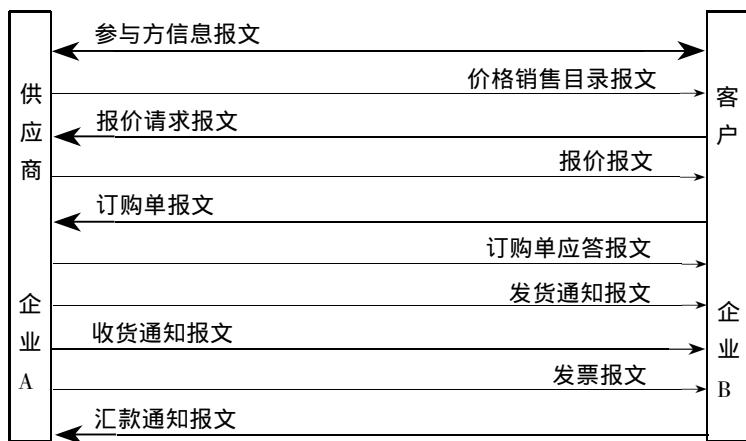 参与方信息报文
价格销售目录报文
报价请求报文
报价报文
订购单报文
订购单应答报文
发货通知报文
收货通知报文
发票报文
汇款通知报文
供应商
企业A
客户
企业B